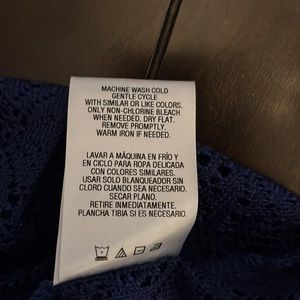 MACHINE WASH COLD
GENTLE CYCLE
WITH SIMILAR OR LIKE COLORS.
ONLY NON-CHLORINE BLEACH
WHEN NEEDED. DRY FLAT.
REMOVE PROMPTLY.
WARM IRON IF NEEDED.
LAVAR A MÁQUINA EN FRÍO Y
EN CICLO PARA ROPA DELICADA
CON COLORES SIMILARES.
USAR SOLO BLANQUEADOR SIN
CLORO CUANDO SEA NECESARIO.
SECAR PLANO.
RETIRE INMEDIATAMENTE.
PLANCHA TIBIA SI ES NECESARIO.